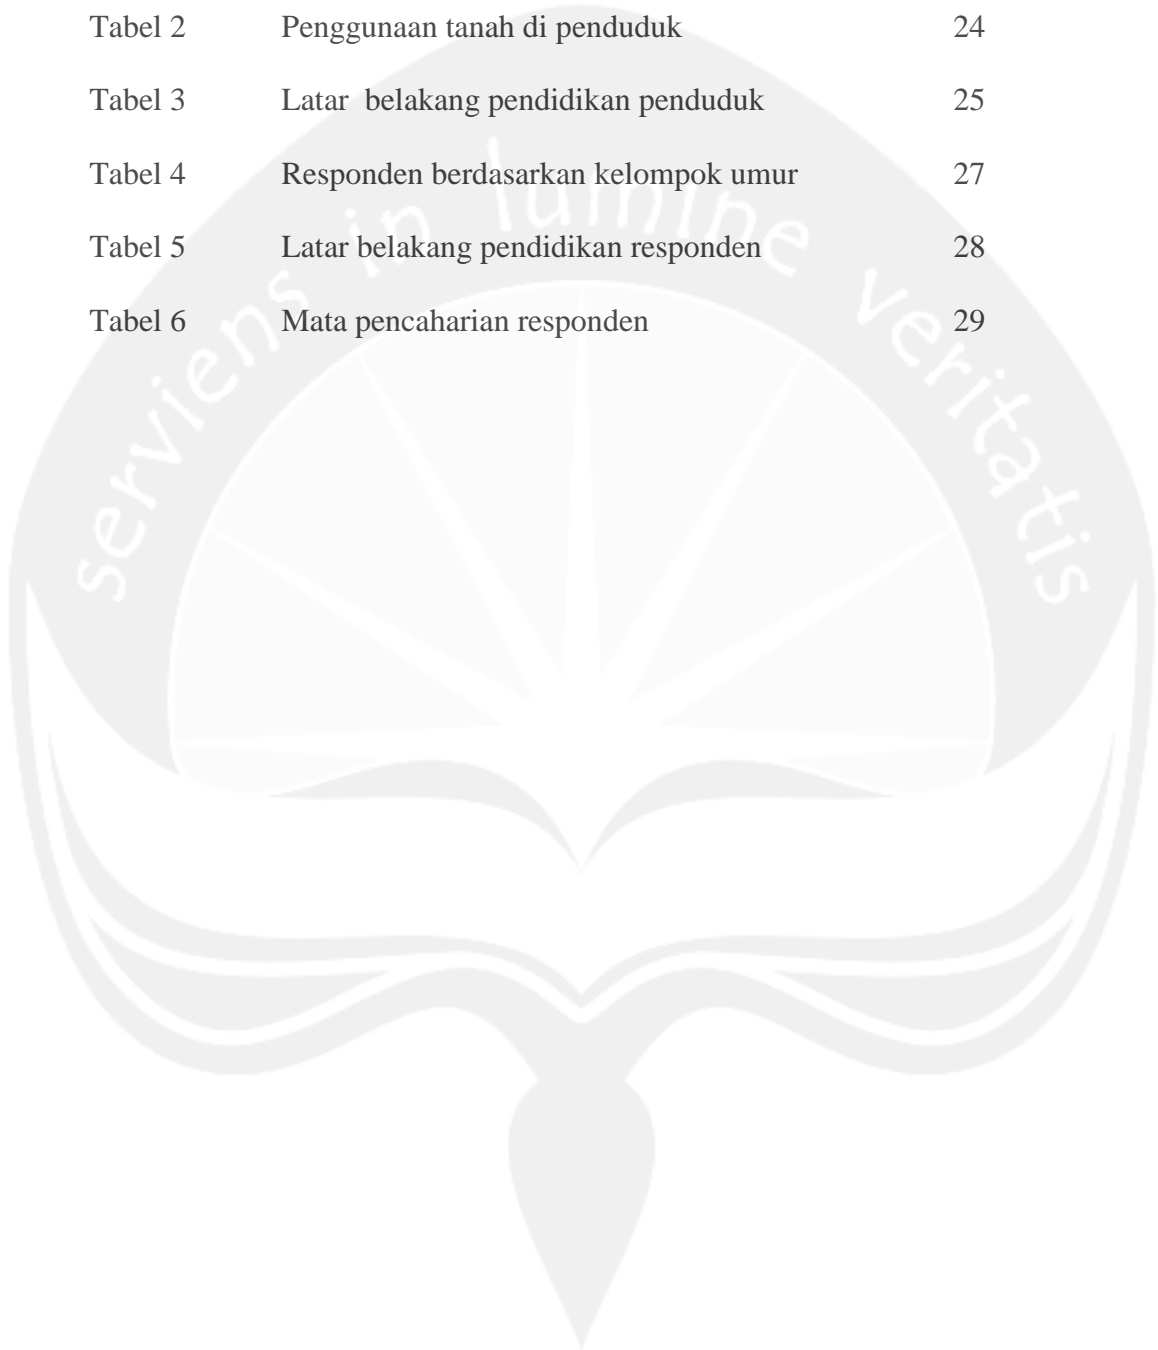 Tabel 2 Penggunaan tanah di penduduk 24
Tabel 3 Latar belakang pendidikan penduduk 25
Tabel 4 Responden berdasarkan kelompok umur 27
Tabel 5 Latar belakang pendidikan responden 28
Tabel 6 Mata pencaharian responden 29
serviens in lumine veritatis